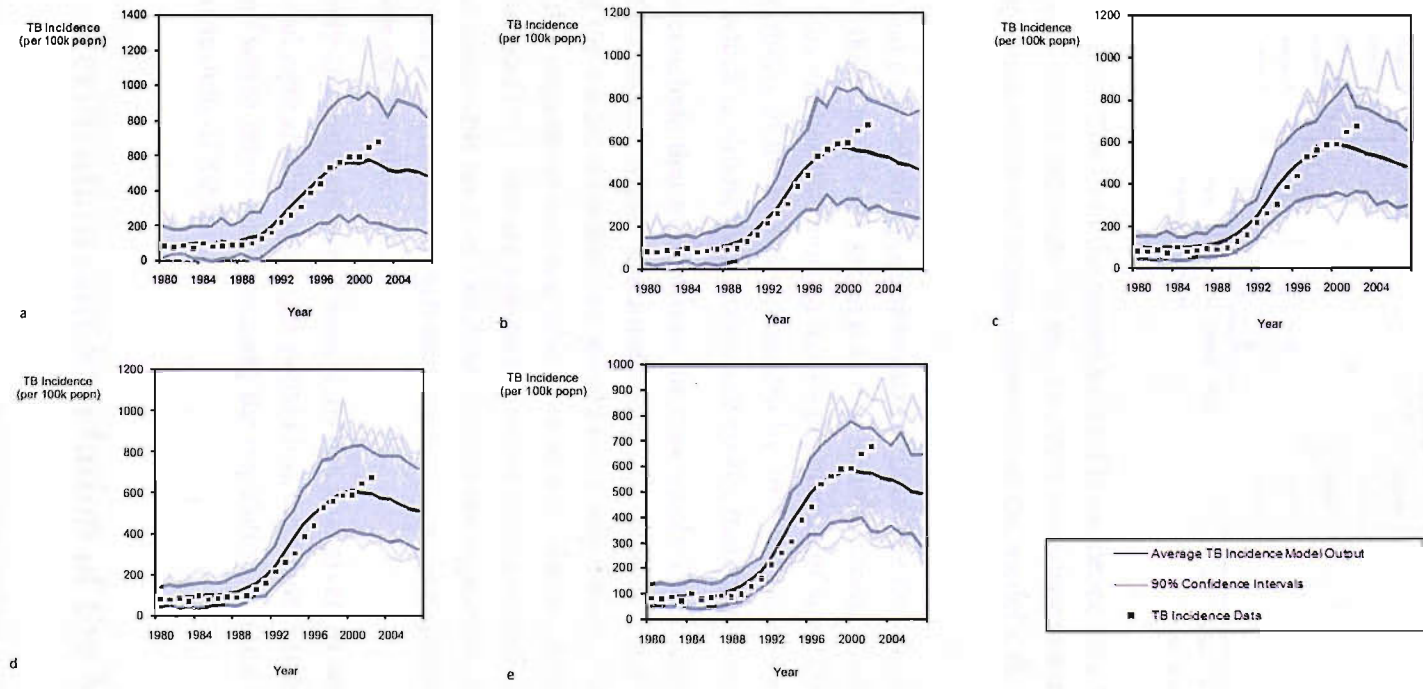 TB Incidence
(per 100k popn)
1400
1200
1000
800
600
400
200
0
1980 1984 1988 1992 1996 2000 2004
Year
a
TB Incidence
(per 100k popn)
1200
1000
800
600
400
200
0
1980 1984 1988 1992 1996 2000 2004
Year
b
TB Incidence
(per 100k popn)
1200
1000
800
600
400
200
0
1980 1984 1988 1992 1996 2000 2004
Year
c
TB Incidence
(per 100k popn)
1200
1000
800
600
400
200
0
1980 1984 1988 1992 1996 2000 2004
Year
d
TB Incidence
(per 100k popn)
1000
900
800
700
600
500
400
300
200
100
0
1980 1984 1988 1992 1996 2000 2004
Year
e
Average TB Incidence Model Output
90% Confidence Intervals
TB Incidence Data